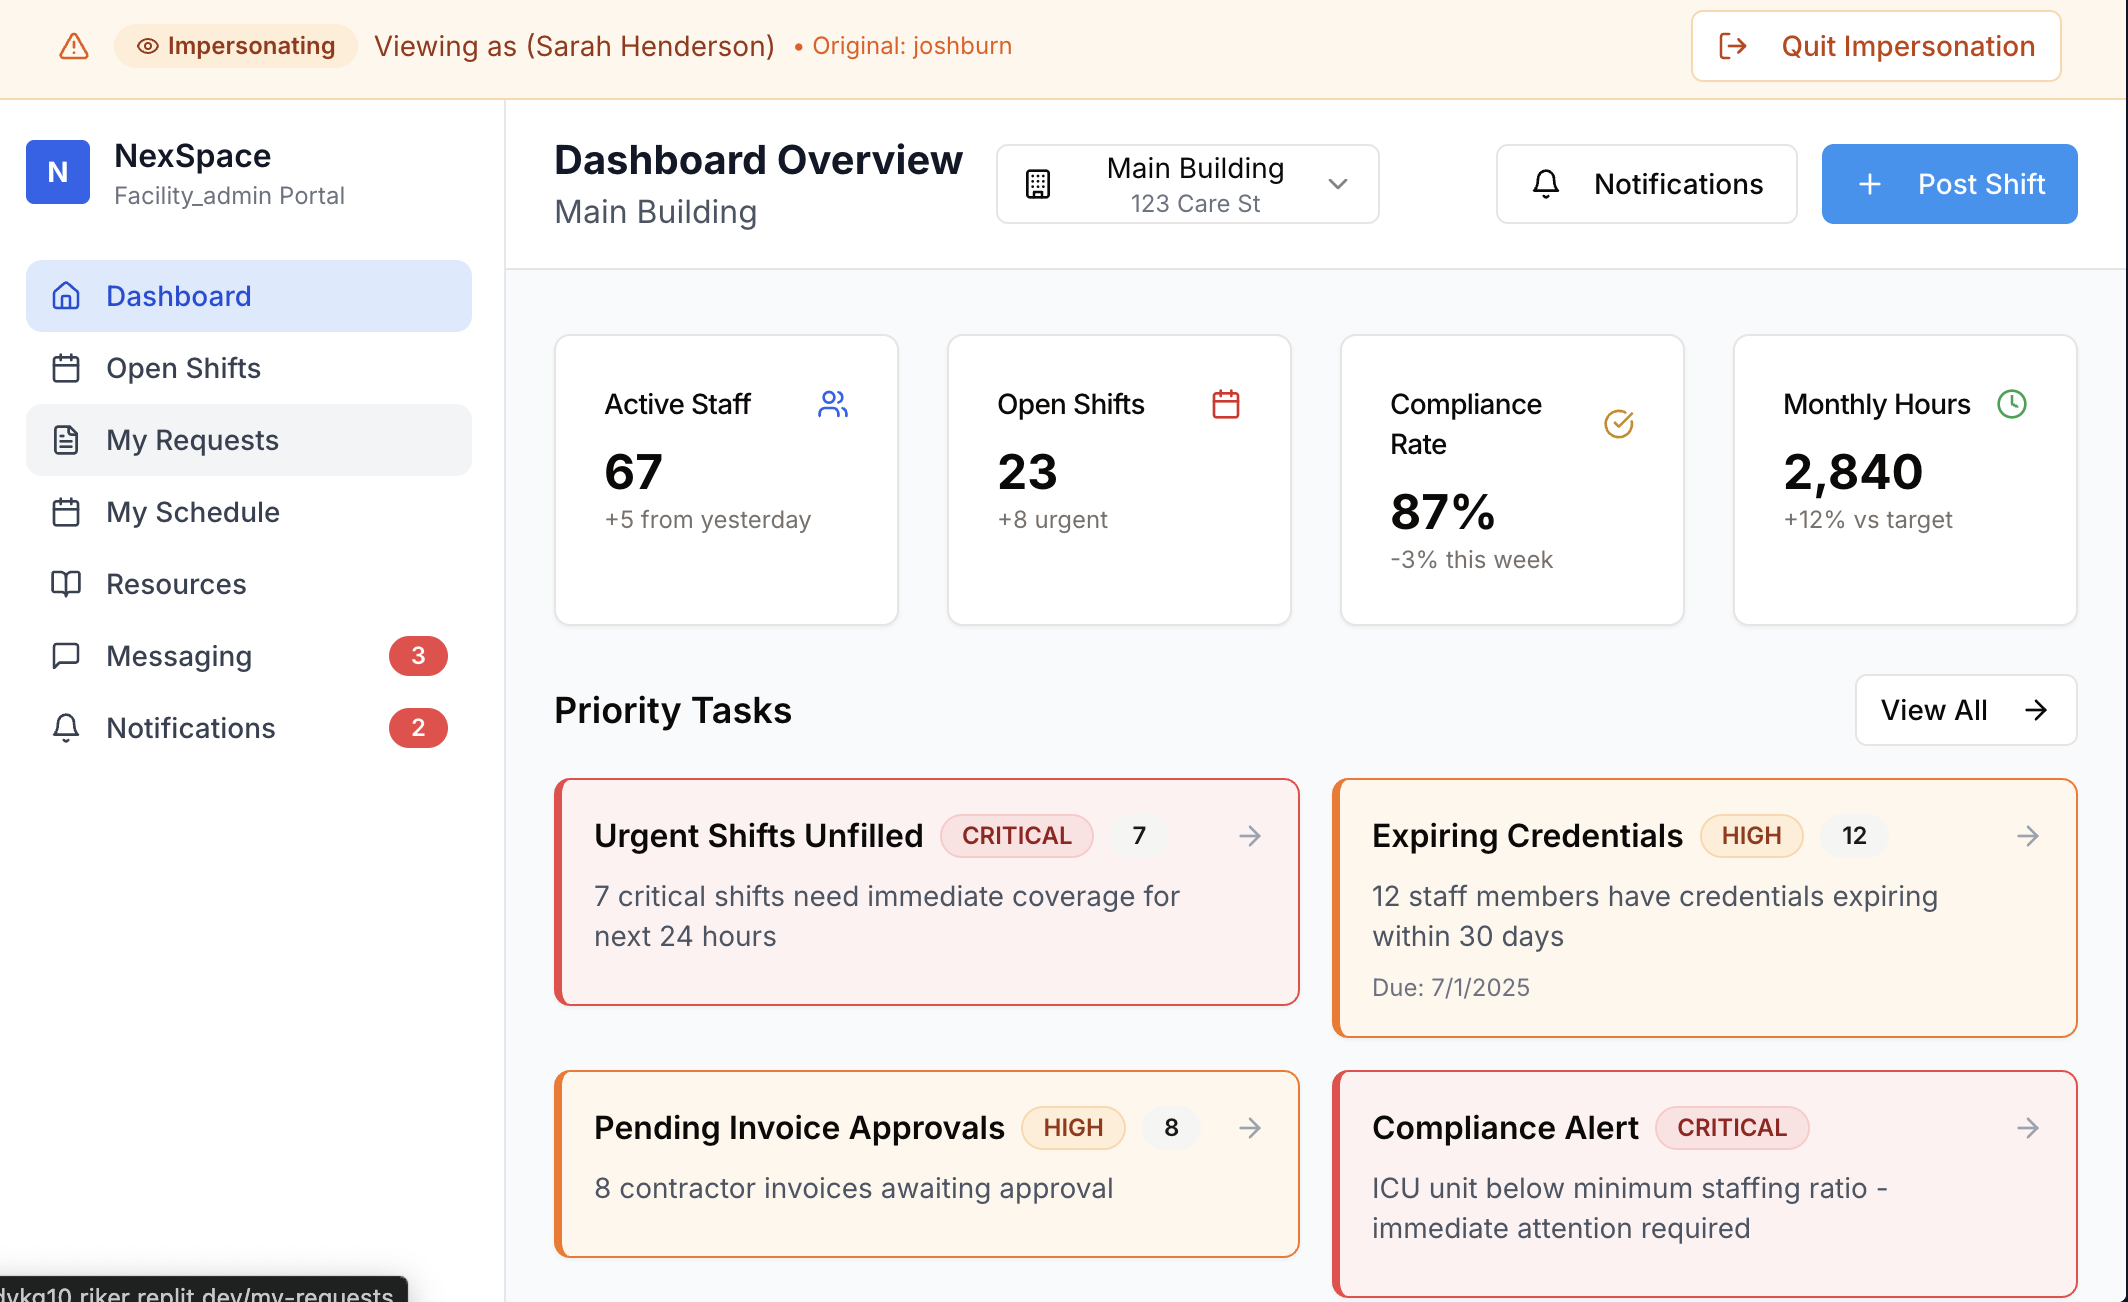 Impersonating Viewing as (Sarah Henderson) • Original: joshburn
Quit Impersonation
N
NexSpace
Facility_admin Portal
Dashboard
Open Shifts
My Requests
My Schedule
Resources
Messaging 3
Notifications 2
Dashboard Overview
Main Building
Main Building
123 Care St
Notifications
+ Post Shift
Active Staff
67
+5 from yesterday
Open Shifts
23
+8 urgent
Compliance
Rate
87%
-3% this week
Monthly Hours
2,840
+12% vs target
Priority Tasks
View All →
Urgent Shifts Unfilled CRITICAL 7
7 critical shifts need immediate coverage for
next 24 hours
Expiring Credentials HIGH 12
12 staff members have credentials expiring
within 30 days
Due: 7/1/2025
Pending Invoice Approvals HIGH 8
8 contractor invoices awaiting approval
Compliance Alert CRITICAL
ICU unit below minimum staffing ratio -
immediate attention required
riker.replit.dev/my-requests